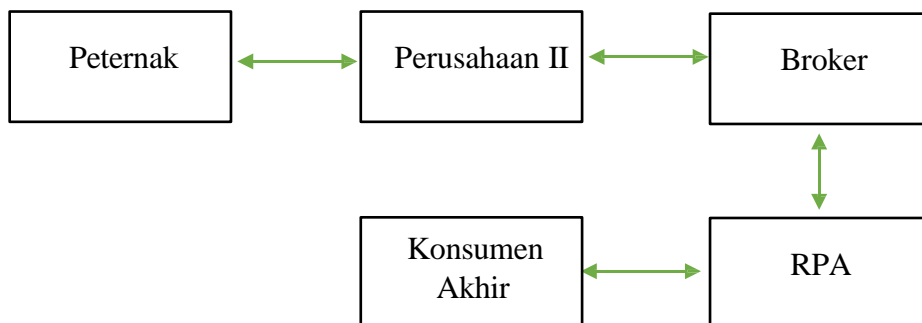 Peternak
Perusahaan II
Broker
Konsumen
Akhir
RPA